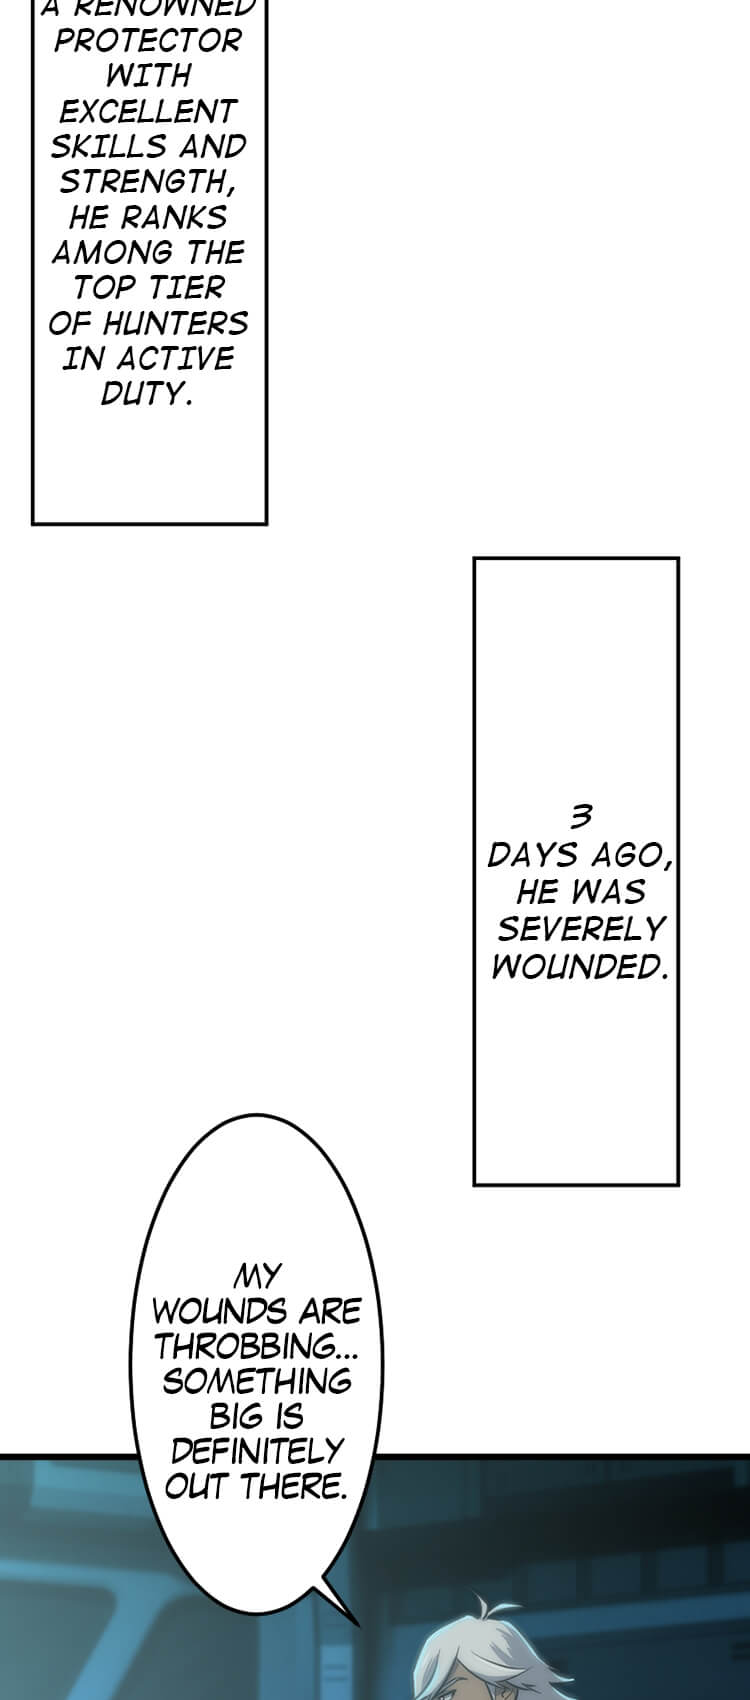 A RENOWNED
PROTECTOR
WITH
EXCELLENT
SKILLS AND
STRENGTH,
HE RANKS
AMONG THE
TOP TIER
OF HUNTERS
IN ACTIVE
DUTY.
3
DAYS AGO,
HE WAS
SEVERELY
WOUNDED.
MY
WOUNDS ARE
THROBBING...
SOMETHING
BIG IS
DEFINITELY
OUT THERE.